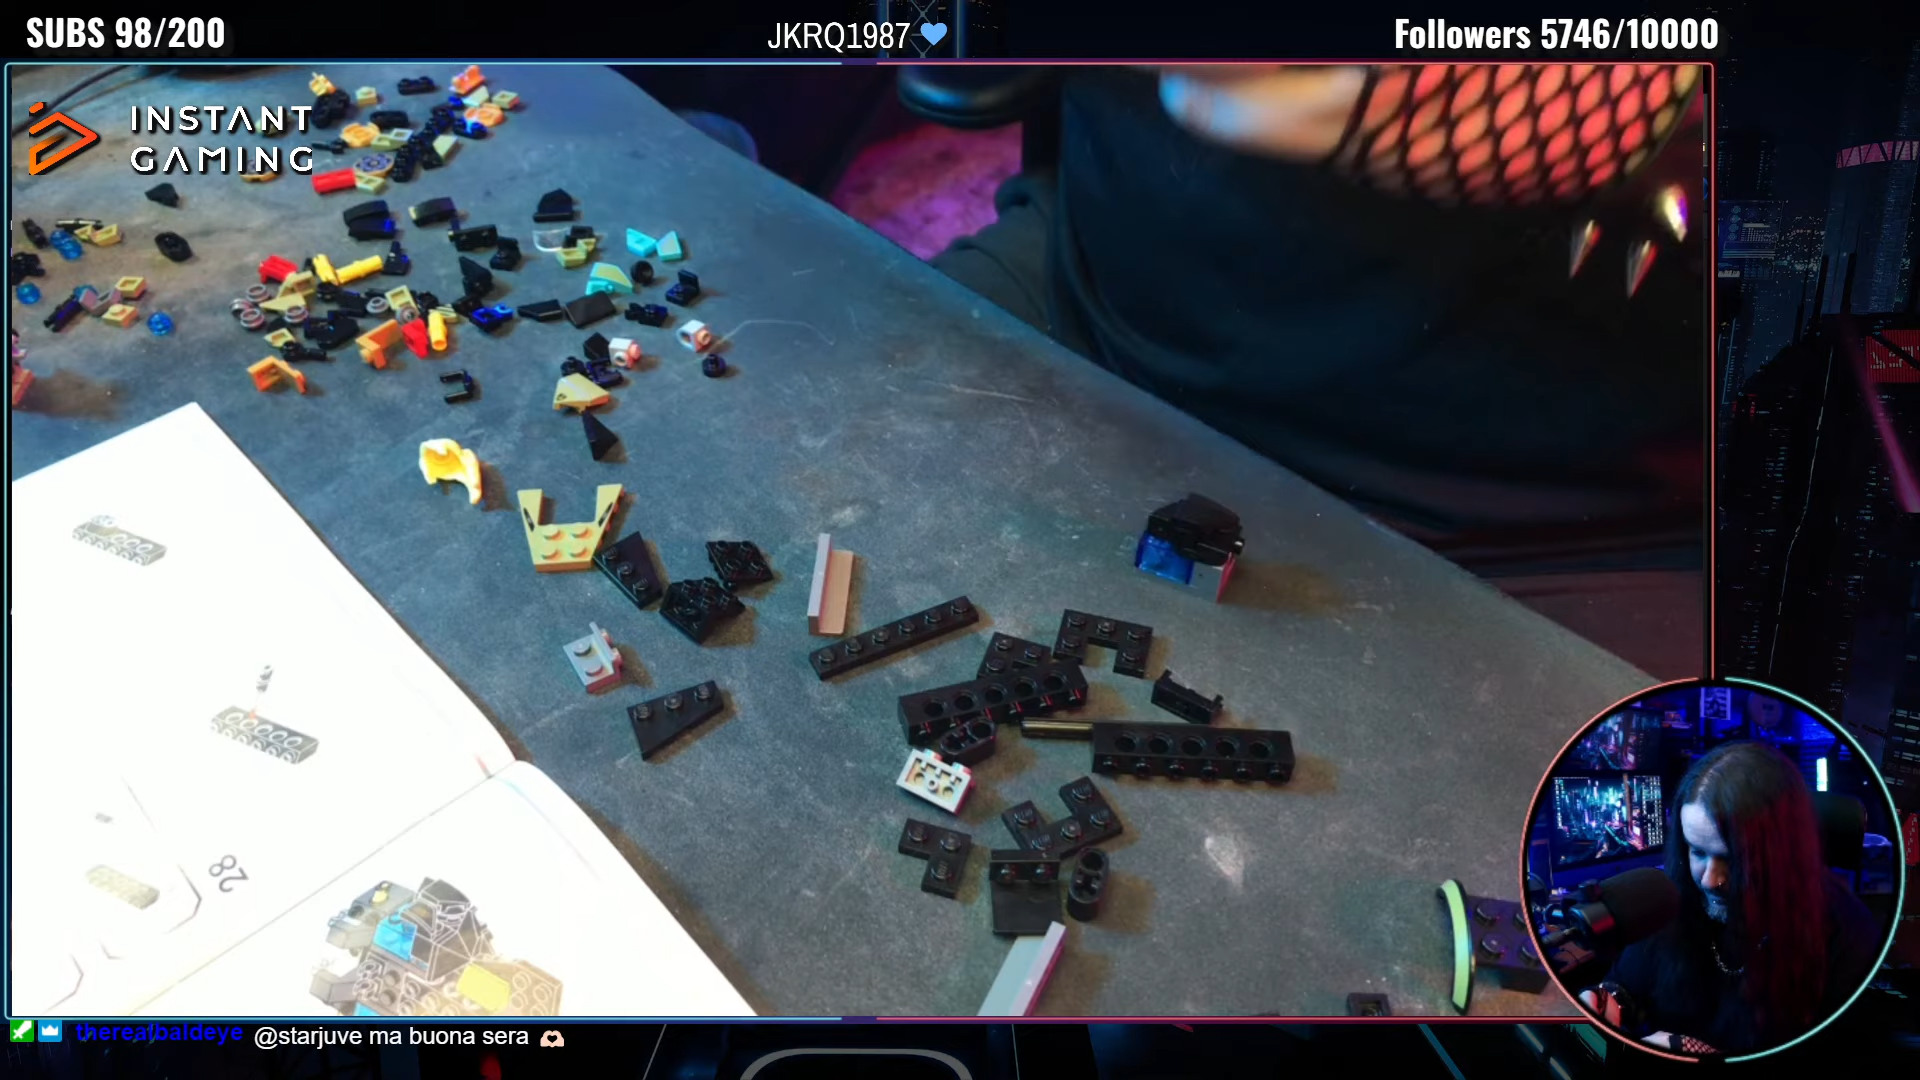 SUBS 98/200
JKRQ1987
Followers 5746/10000
INSTANT
GAMING
28
therealbaldeye @starjuve ma buona sera